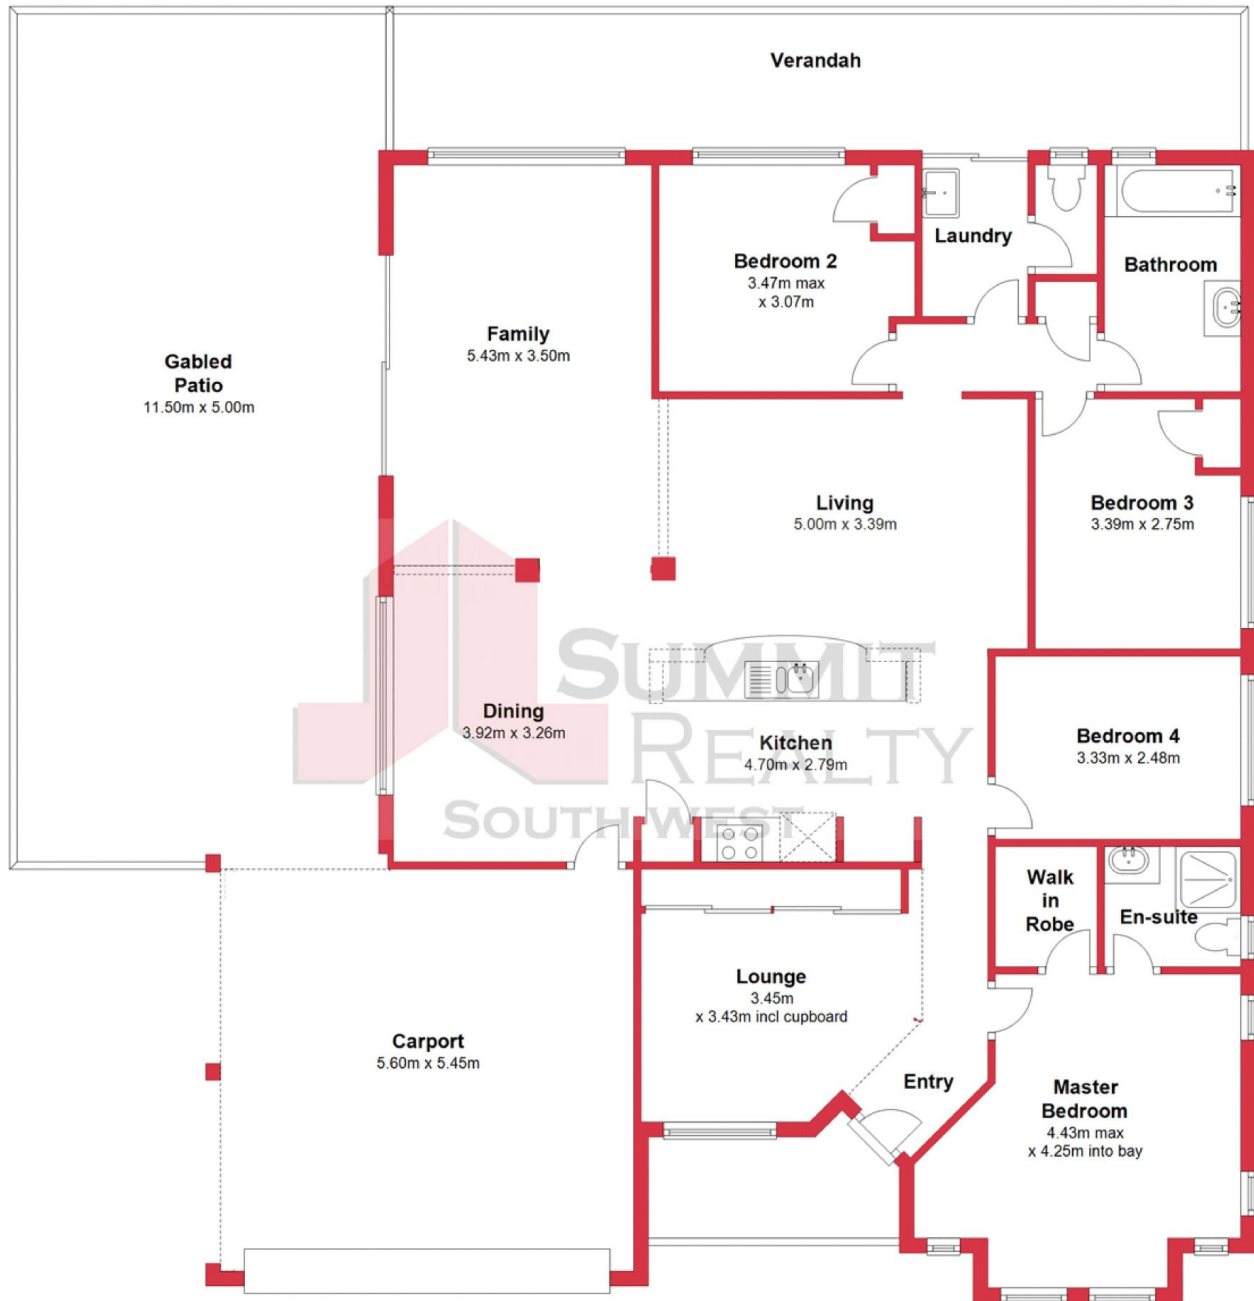 Verandah
Laundry
Bedroom 2
3.47m max
x 3.07m
Bathroom
Family
5.43m x 3.50m
Gabled
Patio
11.50m x 5.00m
Living
5.00m x 3.39m
Bedroom 3
3.39m x 2.75m
SUMMIT
REALTY
SOUTH WEST
Dining
3.92m x 3.26m
Kitchen
4.70m x 2.79m
Bedroom 4
3.33m x 2.48m
Walk
in
Robe
En-suite
Lounge
3.45m
x 3.43m incl cupboard
Carport
5.60m x 5.45m
Entry
Master
Bedroom
4.43m max
x 4.25m into bay